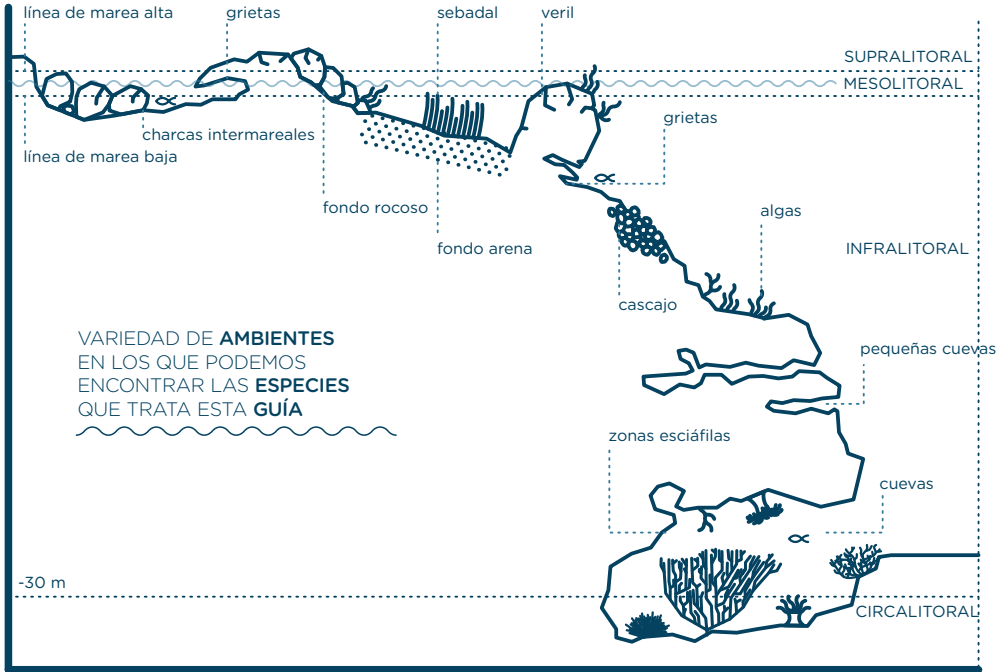 línea de marea alta
grietas
sebadal
veril
SUPRALITORAL
MESOLITORAL
grietas
charcas intermareales
línea de marea baja
fondo rocoso
algas
fondo arena
INFRALITORAL
cascajo
VARIEDAD DE AMBIENTES
EN LOS QUE PODEMOS
ENCONTRAR LAS ESPECIES
QUE TRATA ESTA GUÍA
pequeñas cuevas
zonas esciáfilas
cuevas
-30 m
CIRCALITORAL